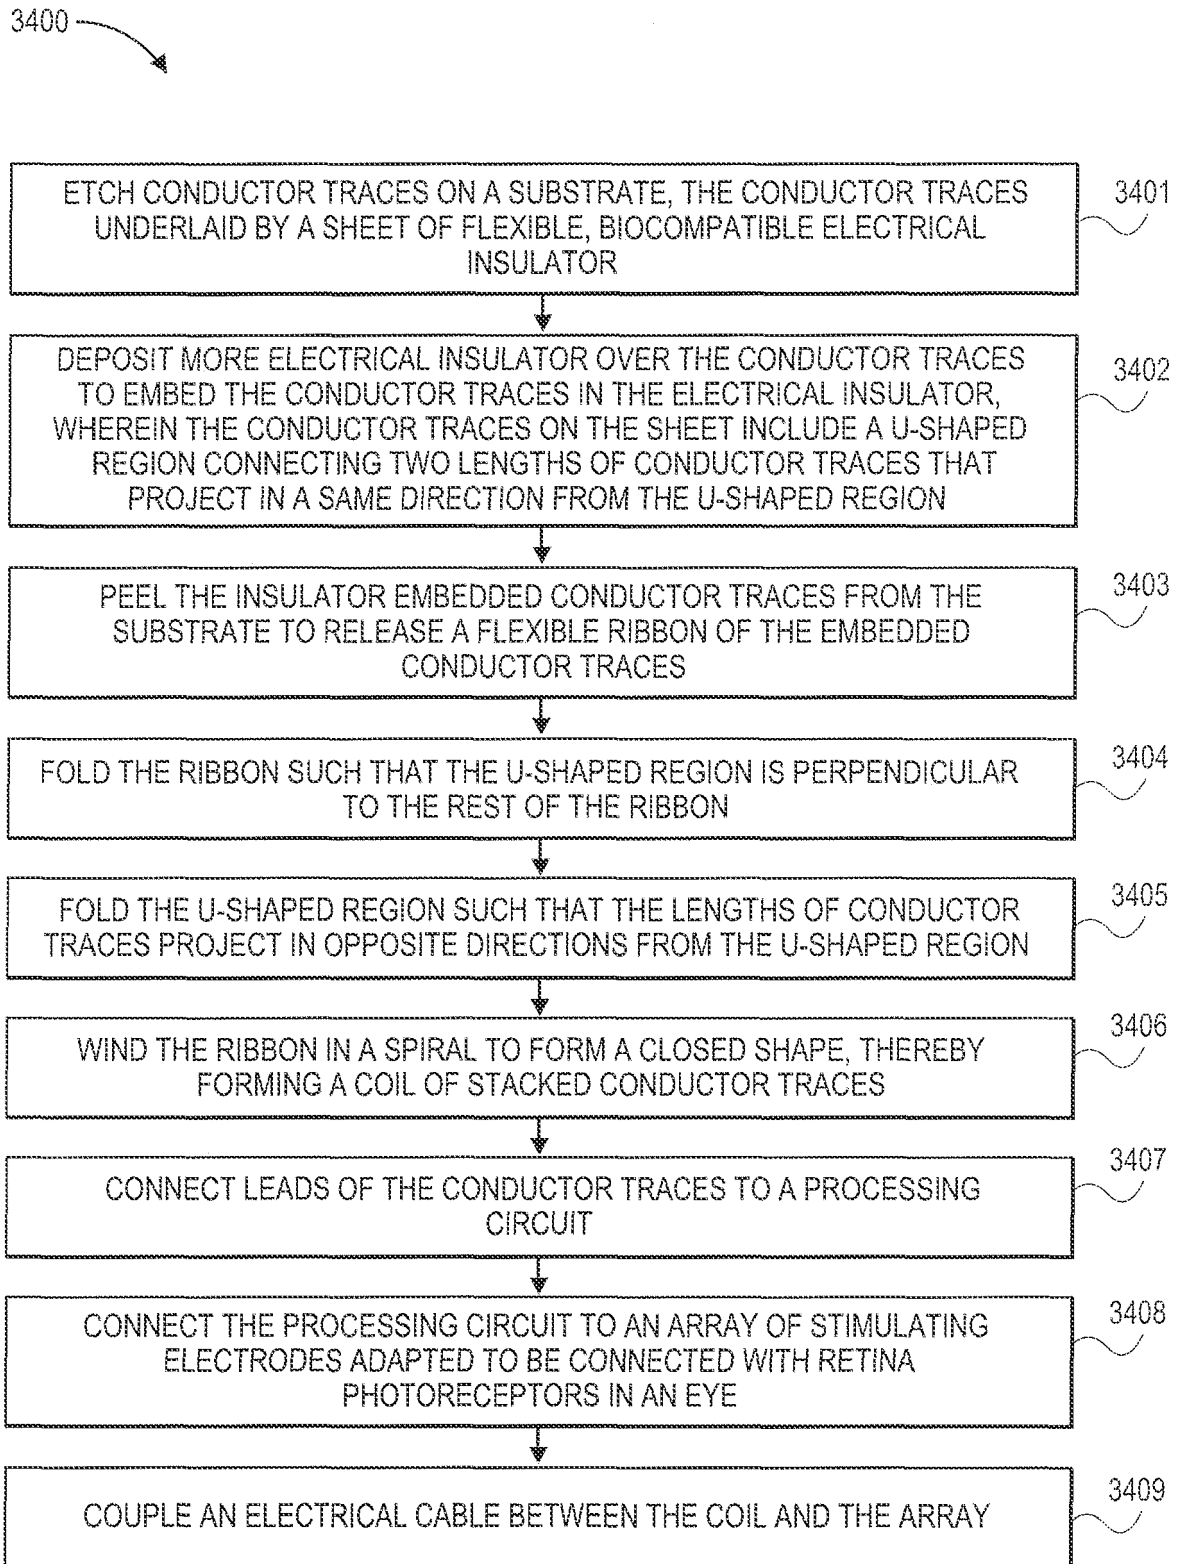 3400
ETCH CONDUCTOR TRACES ON A SUBSTRATE, THE CONDUCTOR TRACES
UNDERLAID BY A SHEET OF FLEXIBLE, BIOCOMPATIBLE ELECTRICAL
INSULATOR
3401
DEPOSIT MORE ELECTRICAL INSULATOR OVER THE CONDUCTOR TRACES
TO EMBED THE CONDUCTOR TRACES IN THE ELECTRICAL INSULATOR,
WHEREIN THE CONDUCTOR TRACES ON THE SHEET INCLUDE A U-SHAPED
REGION CONNECTING TWO LENGTHS OF CONDUCTOR TRACES THAT
PROJECT IN A SAME DIRECTION FROM THE U-SHAPED REGION
3402
PEEL THE INSULATOR EMBEDDED CONDUCTOR TRACES FROM THE
SUBSTRATE TO RELEASE A FLEXIBLE RIBBON OF THE EMBEDDED
CONDUCTOR TRACES
3403
FOLD THE RIBBON SUCH THAT THE U-SHAPED REGION IS PERPENDICULAR
TO THE REST OF THE RIBBON
3404
FOLD THE U-SHAPED REGION SUCH THAT THE LENGTHS OF CONDUCTOR
TRACES PROJECT IN OPPOSITE DIRECTIONS FROM THE U-SHAPED REGION
3405
WIND THE RIBBON IN A SPIRAL TO FORM A CLOSED SHAPE, THEREBY
FORMING A COIL OF STACKED CONDUCTOR TRACES
3406
CONNECT LEADS OF THE CONDUCTOR TRACES TO A PROCESSING
CIRCUIT
3407
CONNECT THE PROCESSING CIRCUIT TO AN ARRAY OF STIMULATING
ELECTRODES ADAPTED TO BE CONNECTED WITH RETINA
PHOTORECEPTORS IN AN EYE
3408
COUPLE AN ELECTRICAL CABLE BETWEEN THE COIL AND THE ARRAY
3409